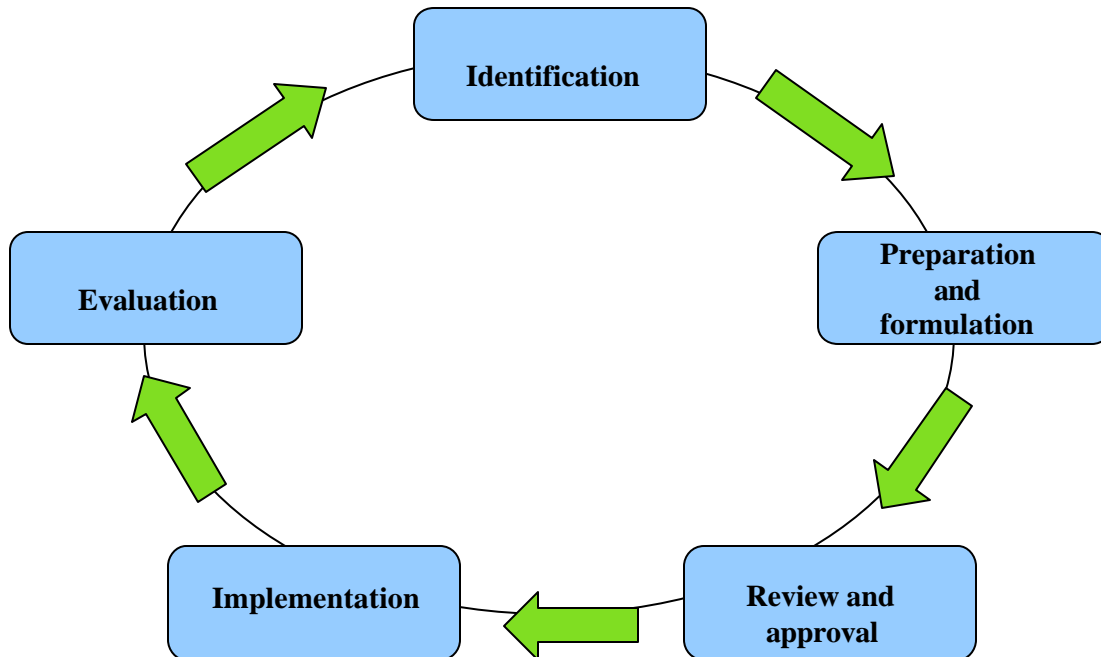 Identification
Preparation
and
formulation
Evaluation
Implementation
Review and
approval